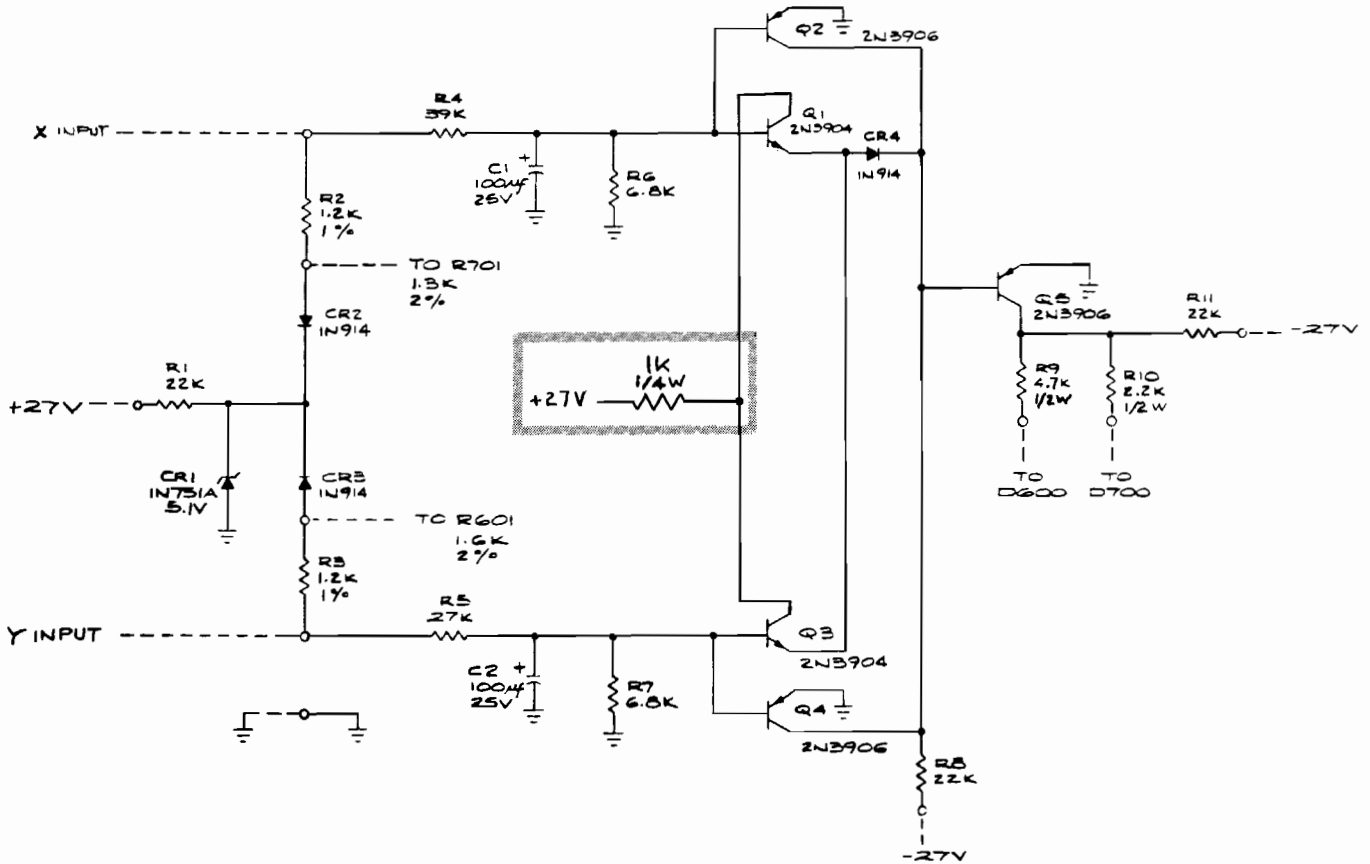 Q2
2N3906
R4
39K
Q1
2N3904
CR4
1N914
X INPUT
C1
100µf
25V
+
R6
6.8K
R2
1.2K
1%
TO R701
1.3K
2%
CR2
1N914
Q5
2N3906
R11
22K
-27V
R1
22K
+27V
1K
1/4W
+27V
R9
4.7K
1/2W
R10
2.2K
1/2W
TO
D600
TO
D700
CR1
1N751A
5.1V
CR3
1N914
TO R601
1.6K
2%
R3
1.2K
1%
R5
27K
Y INPUT
Q3
2N3904
C2
100µf
25V
+
R7
6.8K
Q4
2N3906
R8
22K
-27V